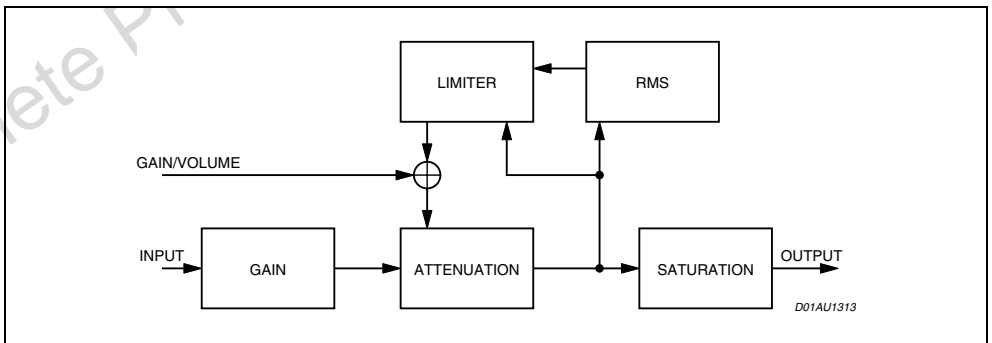 LIMITER
RMS
GAIN/VOLUME
INPUT
GAIN
ATTENUATION
SATURATION
OUTPUT
D01AU1313